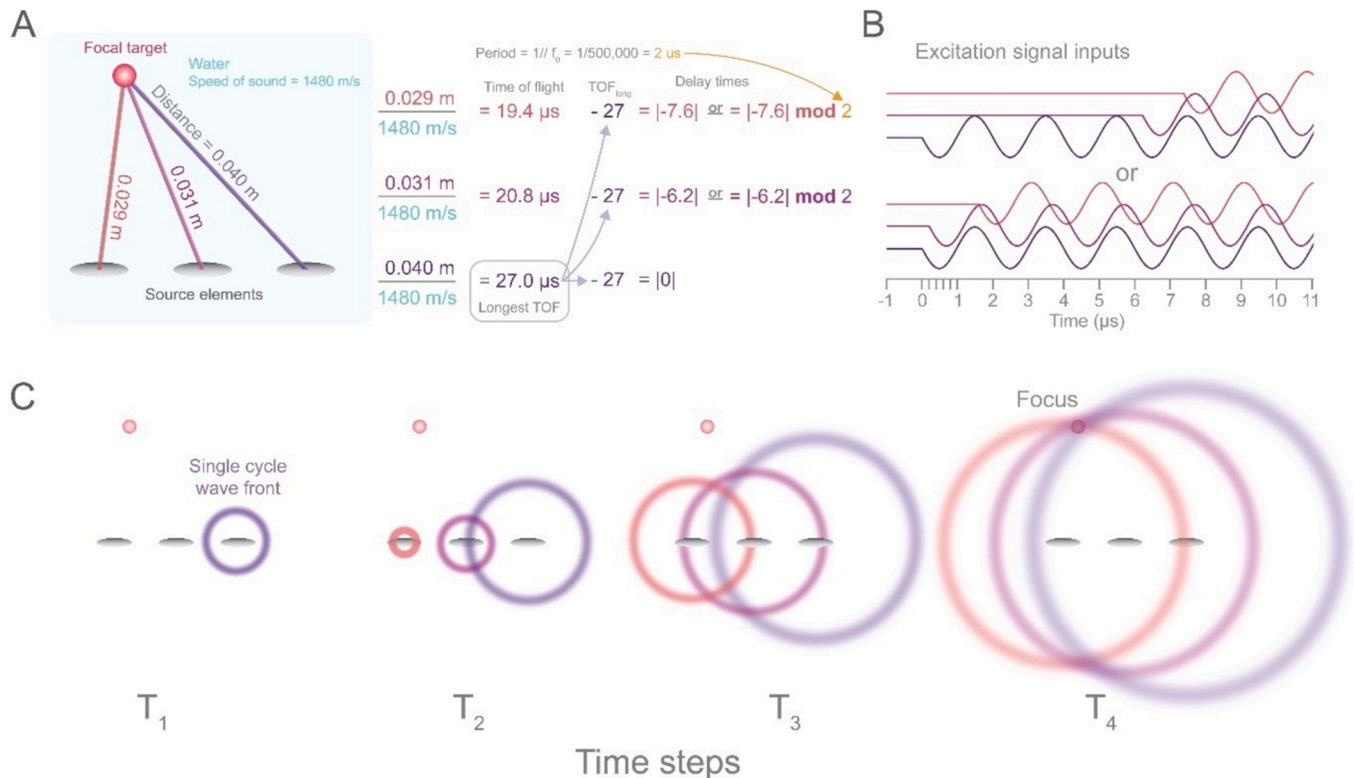 A
Focal target
Water
Speed of sound = 1480 m/s
Distance = 0.040 m
0.029 m
0.031 m
Source elements
Period = 1// f₀ = 1/500,000 = 2 us
Time of flight
TOF_long
Delay times
0.029 m
1480 m/s
= 19.4 µs
- 27
= |-7.6| or = |-7.6| mod 2
0.031 m
1480 m/s
= 20.8 µs
- 27
= |-6.2| or = |-6.2| mod 2
0.040 m
1480 m/s
= 27.0 µs
- 27
= |0|
Longest TOF
B
Excitation signal inputs
or
-1 0 1 2 3 4 5 6 7 8 9 10 11
Time (µs)
C
Single cycle
wave front
Focus
T₁
T₂
T₃
T₄
Time steps